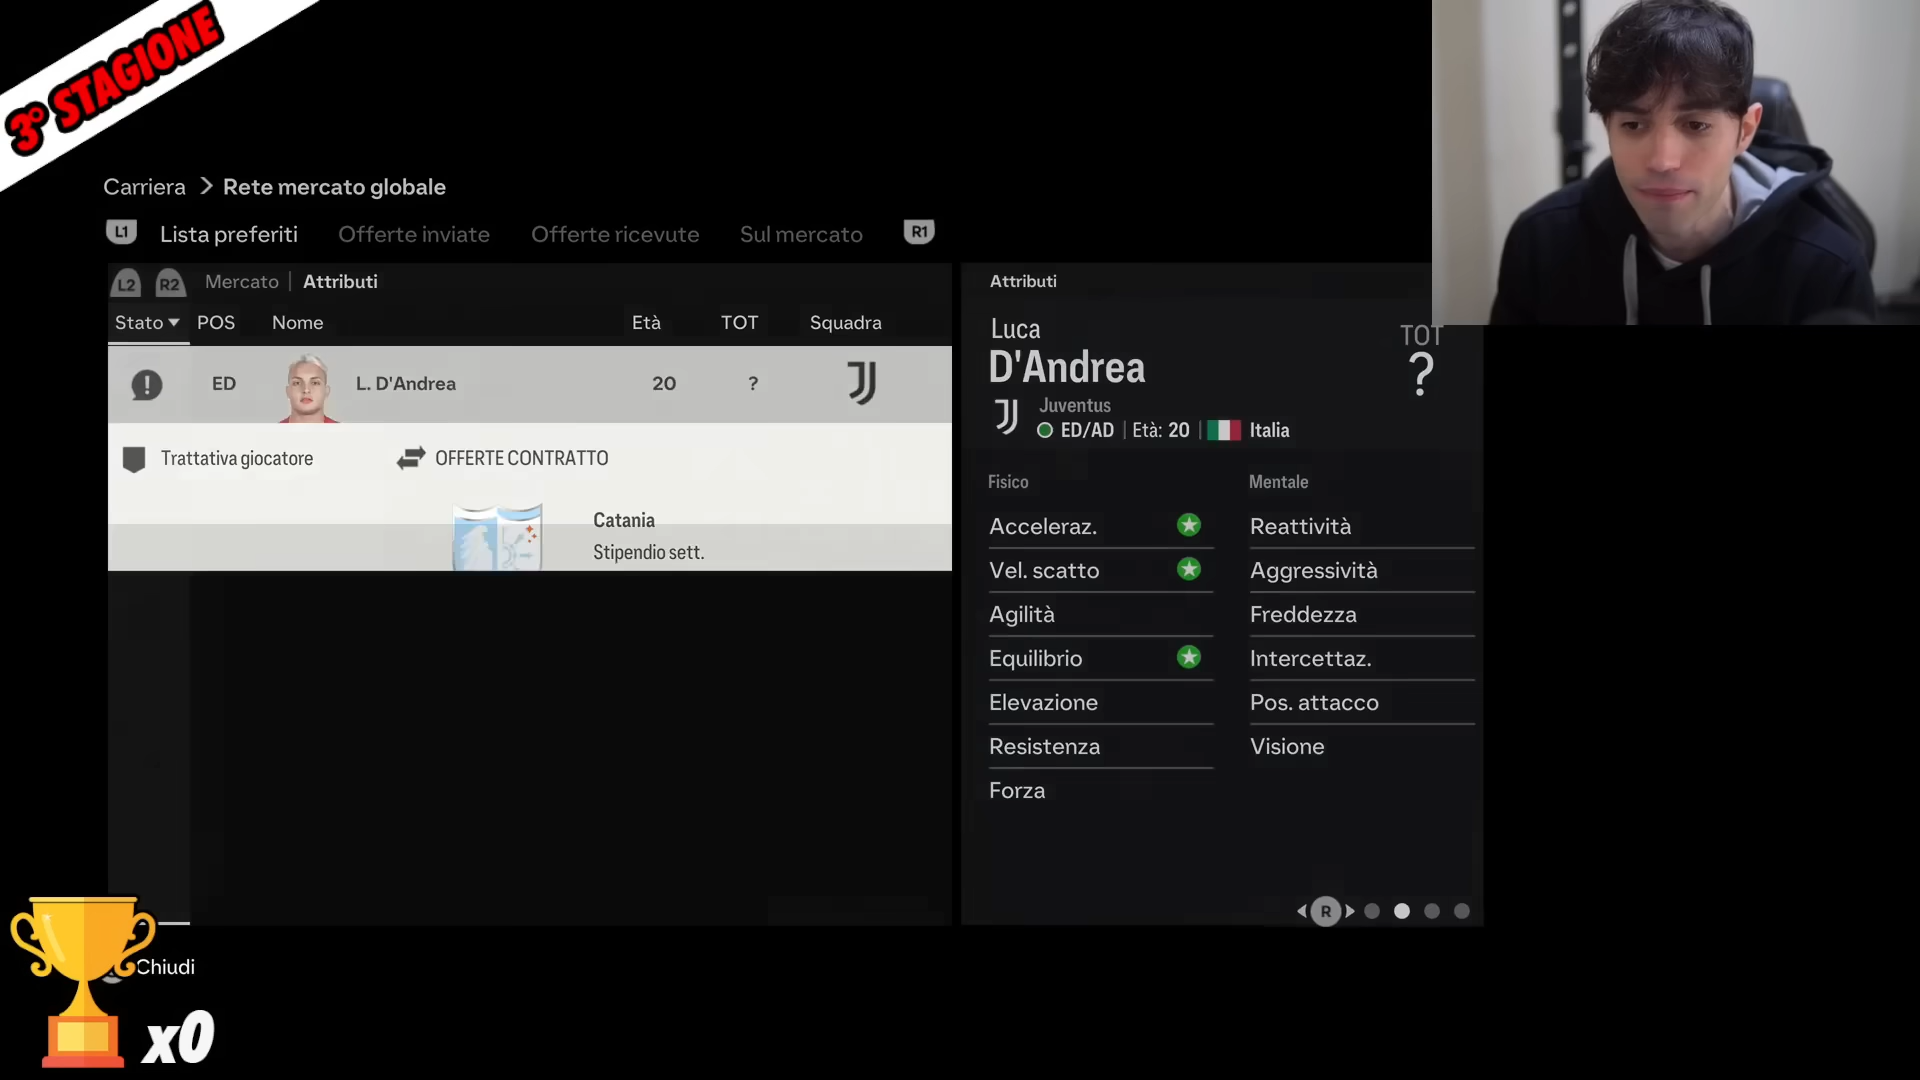 3° STAGIONE
Carriera > Rete mercato globale
L1 Lista preferiti Offerte inviate Offerte ricevute Sul mercato R1
L2 R2 Mercato | Attributi
Stato POS Nome Età TOT Squadra
ED L. D'Andrea 20 ?
Trattativa giocatore OFFERTE CONTRATTO
Catania
Stipendio sett.
Attributi
Luca
D'Andrea
TOT
?
Juventus
ED/AD | Età: 20 | Italia
Fisico Mentale
Acceleraz. Reattività
Vel. scatto Aggressività
Agilità Freddezza
Equilibrio Intercettaz.
Elevazione Pos. attacco
Resistenza Visione
Forza
R
Chiudi
x0